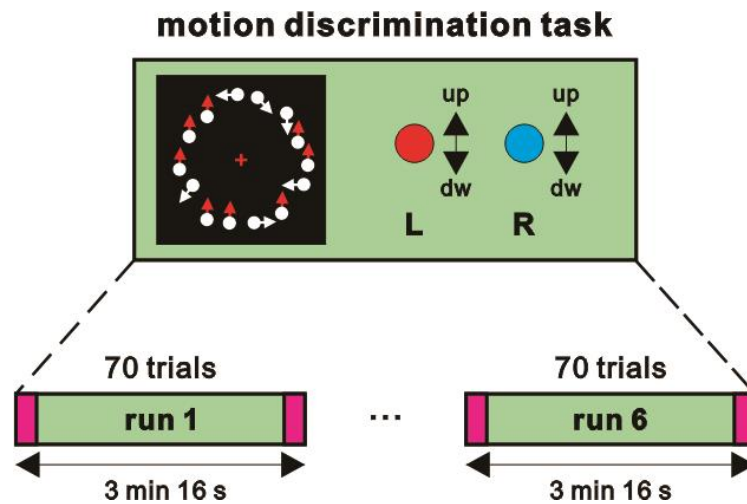 motion discrimination task
up up
dw dw
L R
70 trials 70 trials
run 1 ... run 6
3 min 16 s 3 min 16 s